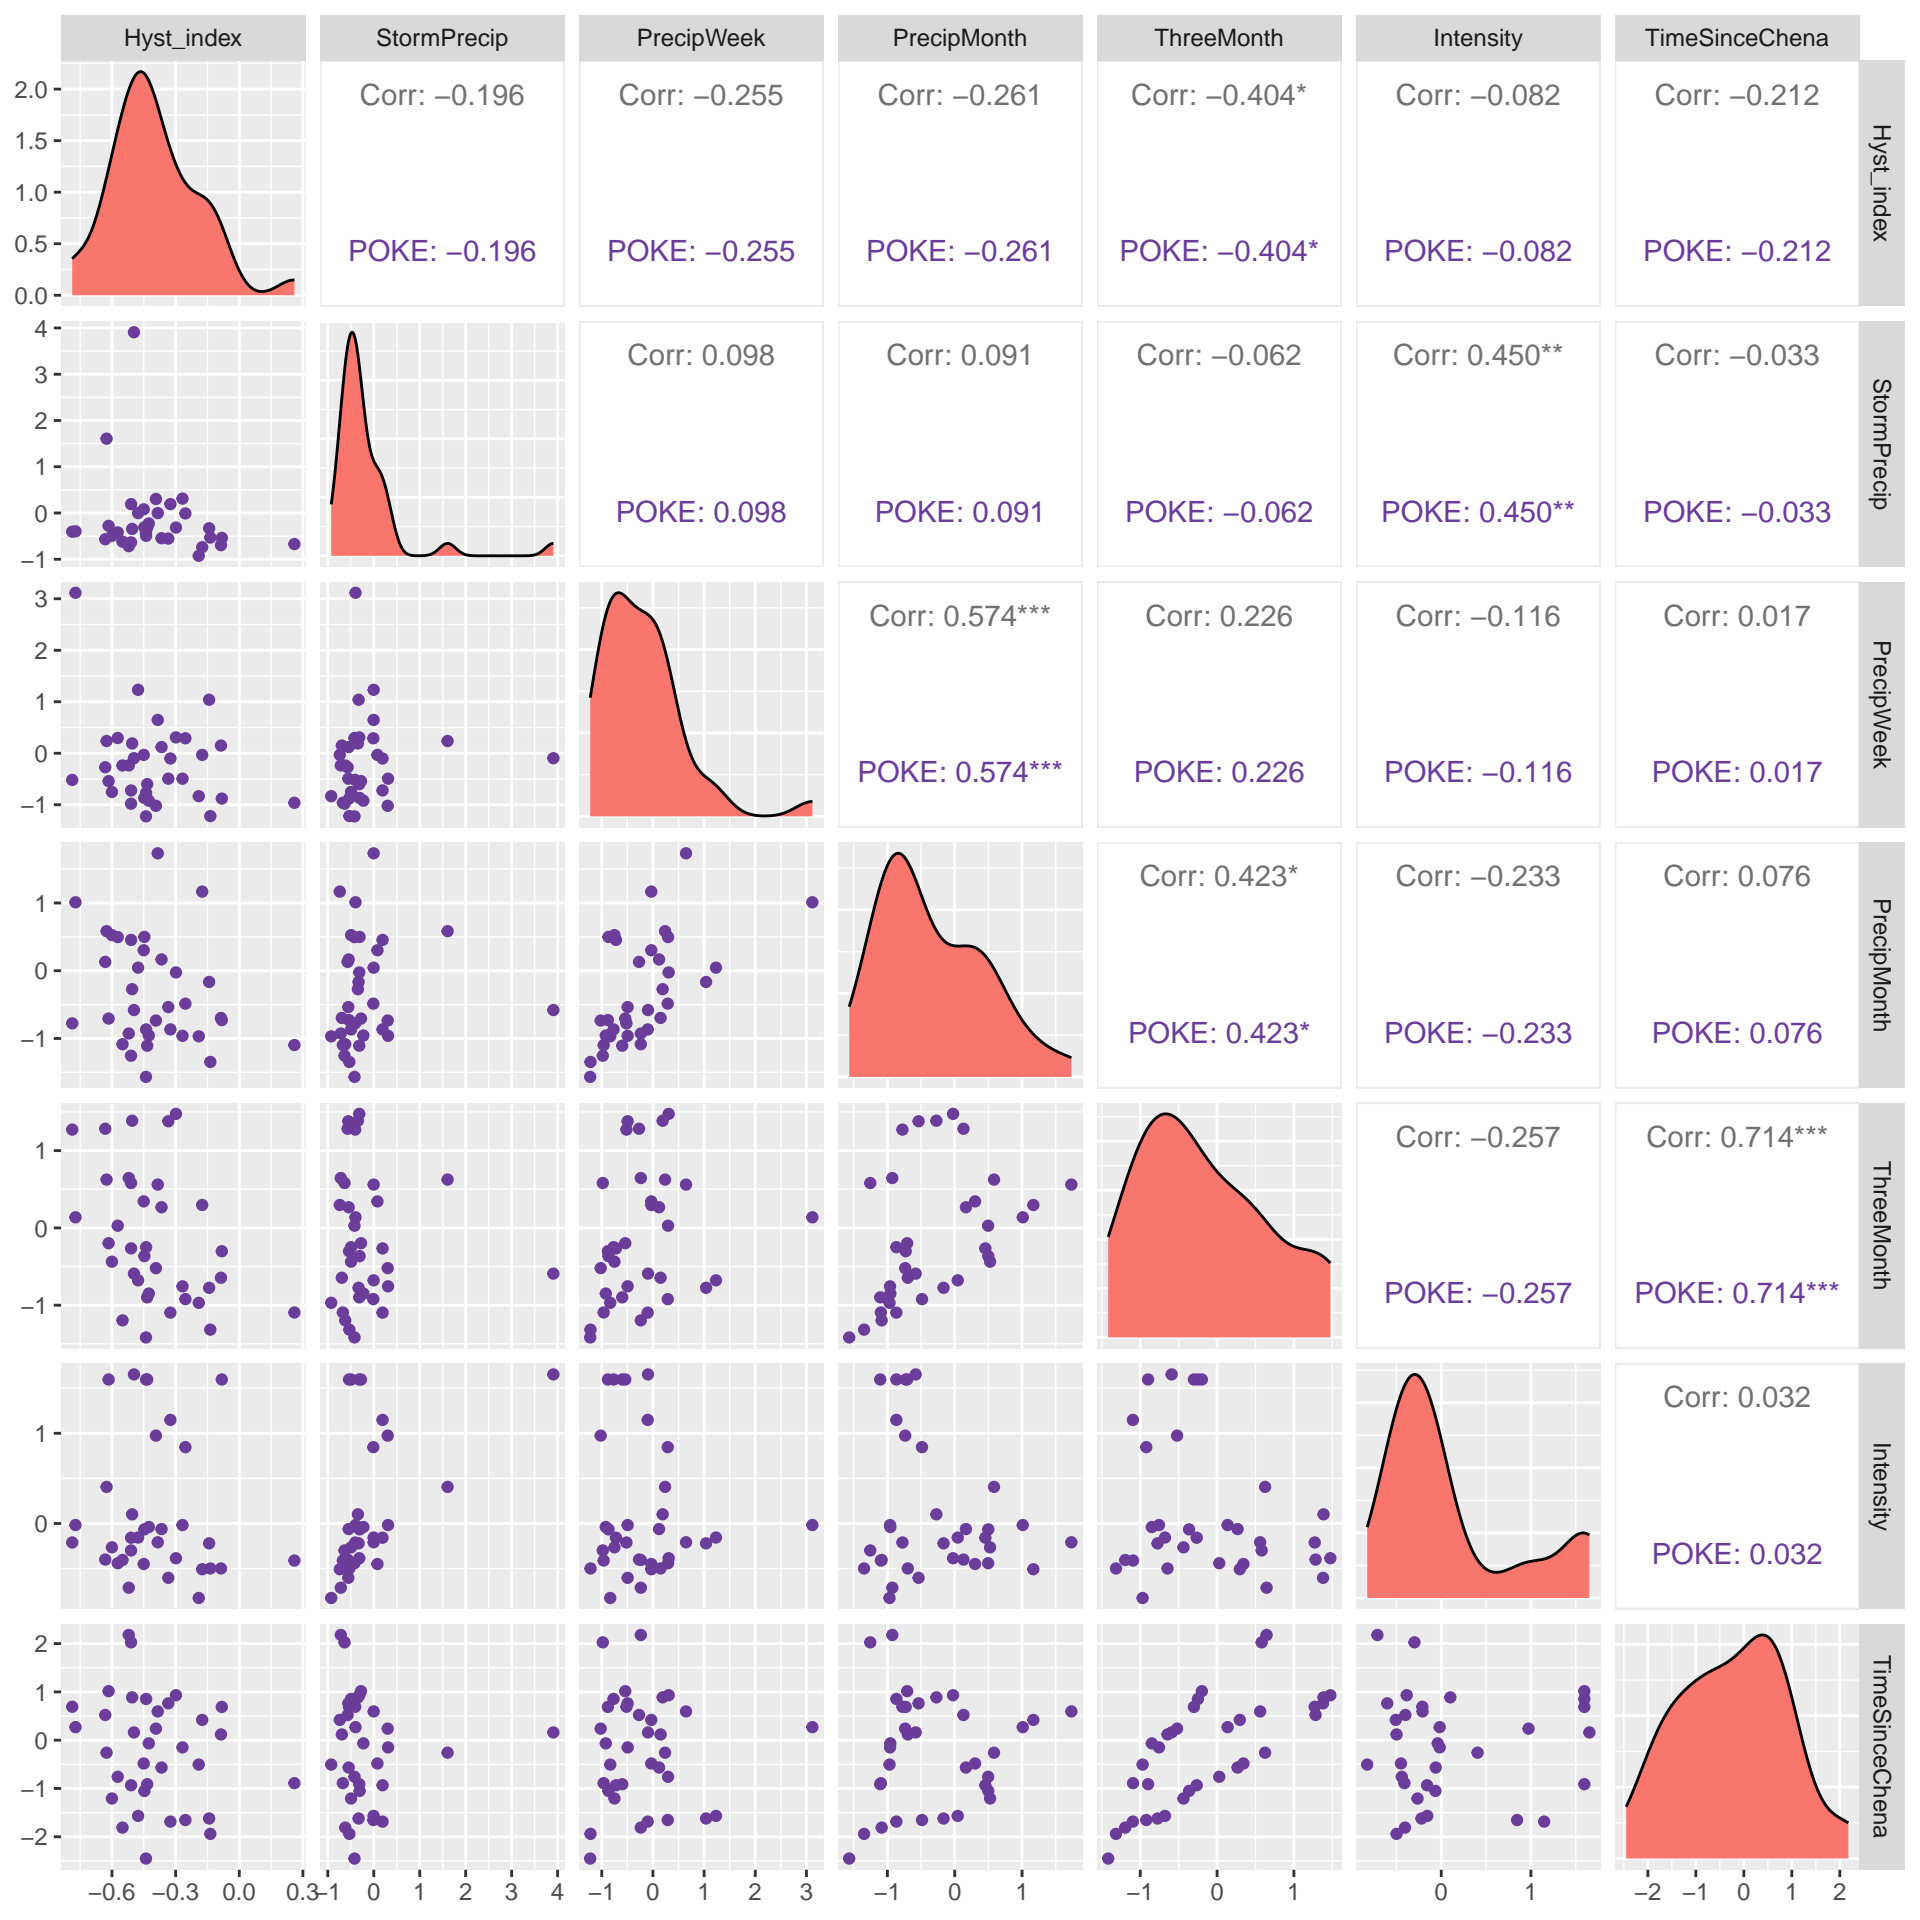 Hyst_index StormPrecip PrecipWeek PrecipMonth ThreeMonth Intensity TimeSinceChena
2.0
1.5
1.0
0.5
0.0
Corr: −0.196 Corr: −0.255 Corr: −0.261 Corr: −0.404* Corr: −0.082 Corr: −0.212
POKE: −0.196 POKE: −0.255 POKE: −0.261 POKE: −0.404* POKE: −0.082 POKE: −0.212
Hyst_index
4
3
2
1
0
−1
Corr: 0.098 Corr: 0.091 Corr: −0.062 Corr: 0.450** Corr: −0.033
POKE: 0.098 POKE: 0.091 POKE: −0.062 POKE: 0.450** POKE: −0.033
StormPrecip
3
2
1
0
−1
Corr: 0.574*** Corr: 0.226 Corr: −0.116 Corr: 0.017
POKE: 0.574*** POKE: 0.226 POKE: −0.116 POKE: 0.017
PrecipWeek
1
0
−1
Corr: 0.423* Corr: −0.233 Corr: 0.076
POKE: 0.423* POKE: −0.233 POKE: 0.076
PrecipMonth
1
0
−1
Corr: −0.257 Corr: 0.714***
POKE: −0.257 POKE: 0.714***
ThreeMonth
1
0
Corr: 0.032
POKE: 0.032
Intensity
2
1
0
−1
−2
TimeSinceChena
−0.6 −0.3 0.0 0.3 −1 0 1 2 3 4 −1 0 1 2 3 −1 0 1 −1 0 1 0 1 −2 −1 0 1 2